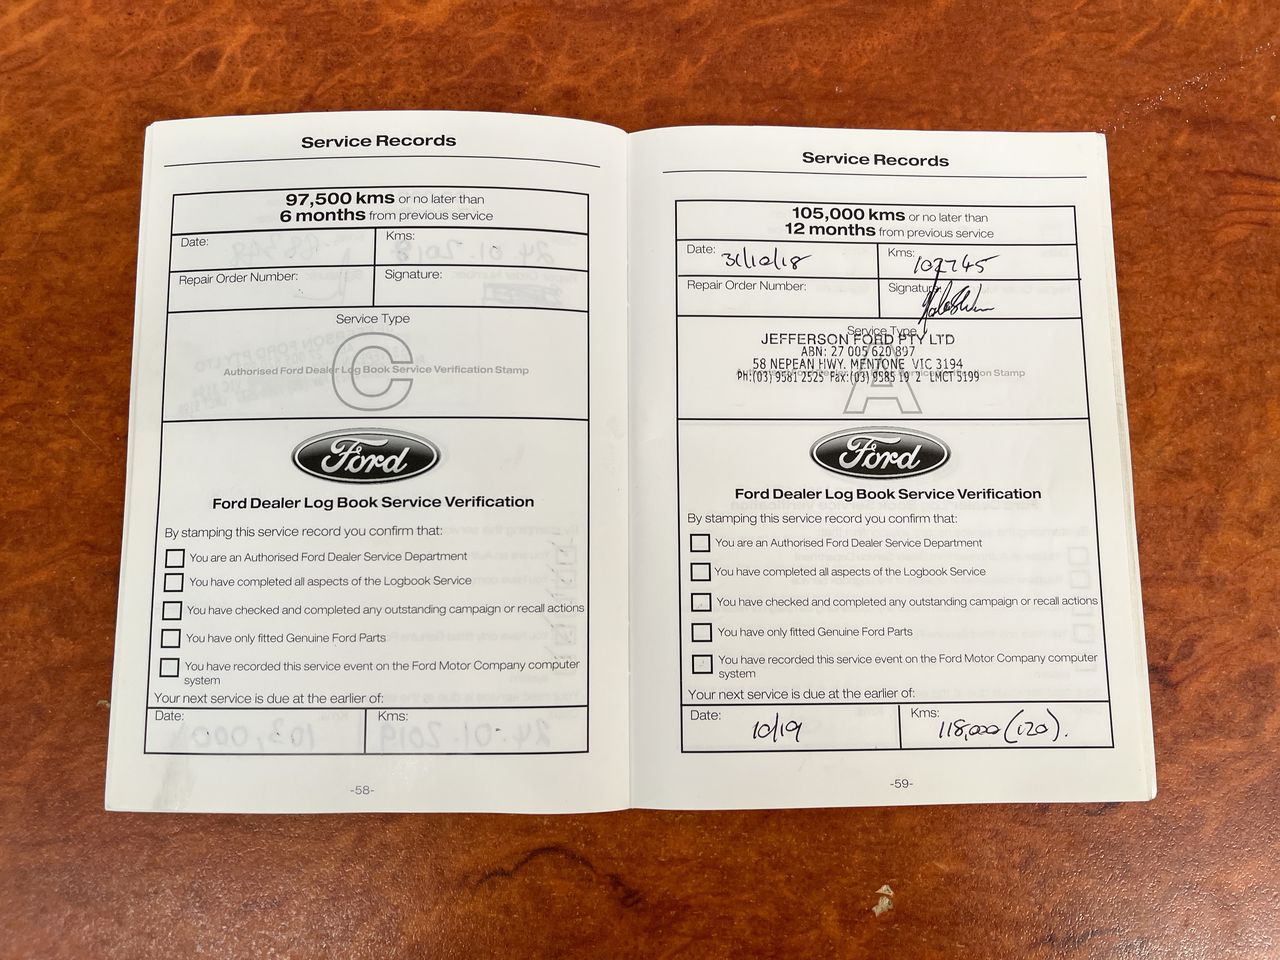 Service Records
97,500 kms or no later than
6 months from previous service
Date:
Kms:
Repair Order Number:
Signature:
Service Type
C
Authorised Ford Dealer Log Book Service Verification Stamp
Ford
Ford Dealer Log Book Service Verification
By stamping this service record you confirm that:
You are an Authorised Ford Dealer Service Department
You have completed all aspects of the Logbook Service
You have checked and completed any outstanding campaign or recall actions
You have only fitted Genuine Ford Parts
You have recorded this service event on the Ford Motor Company computer
system
Your next service is due at the earlier of:
Date:
Kms:
-58-
Service Records
105,000 kms or no later than
12 months from previous service
Date: 31/10/18
Kms: 102745
Repair Order Number:
Signature:
Service Type
JEFFERSON FORD PTY LTD
ABN: 27 005 620 897
58 NEPEAN HWY. MENTONE, VIC 3194
Service Verification Stamp
PH:(03) 9581 2525 Fax:(03) 9585 19 2 LMCT 5199
A
Ford
Ford Dealer Log Book Service Verification
By stamping this service record you confirm that:
You are an Authorised Ford Dealer Service Department
You have completed all aspects of the Logbook Service
You have checked and completed any outstanding campaign or recall actions
You have only fitted Genuine Ford Parts
You have recorded this service event on the Ford Motor Company computer
system
Your next service is due at the earlier of:
Date: 10/19
Kms: 118,000 (120).
-59-